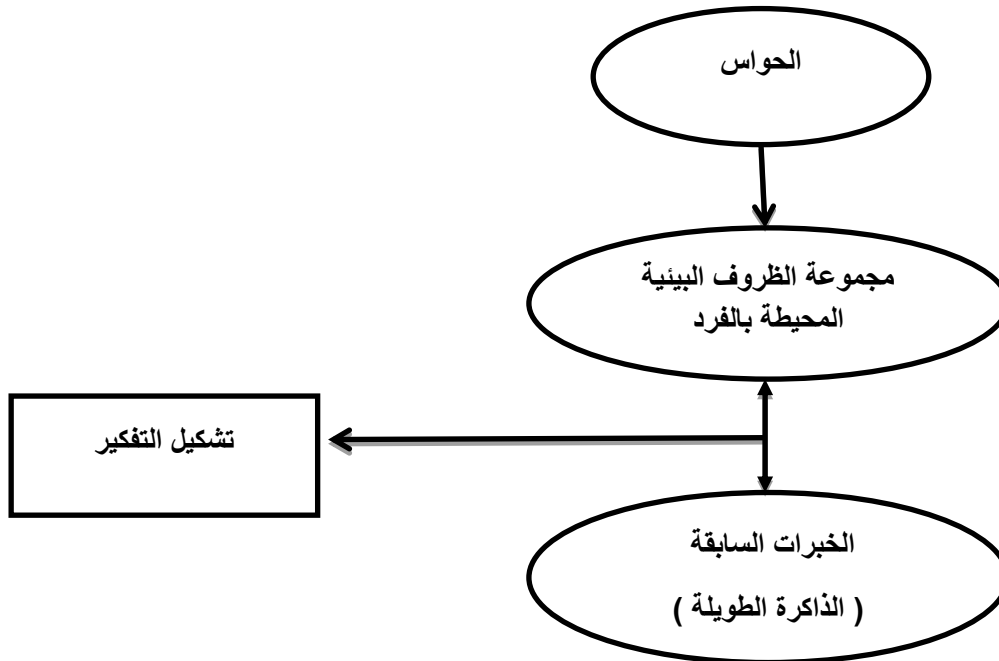 الحواس
مجموعة الظروف البيئية
المحيطة بالفرد
تشكيل التفكير
الخبرات السابقة
( الذاكرة الطويلة )